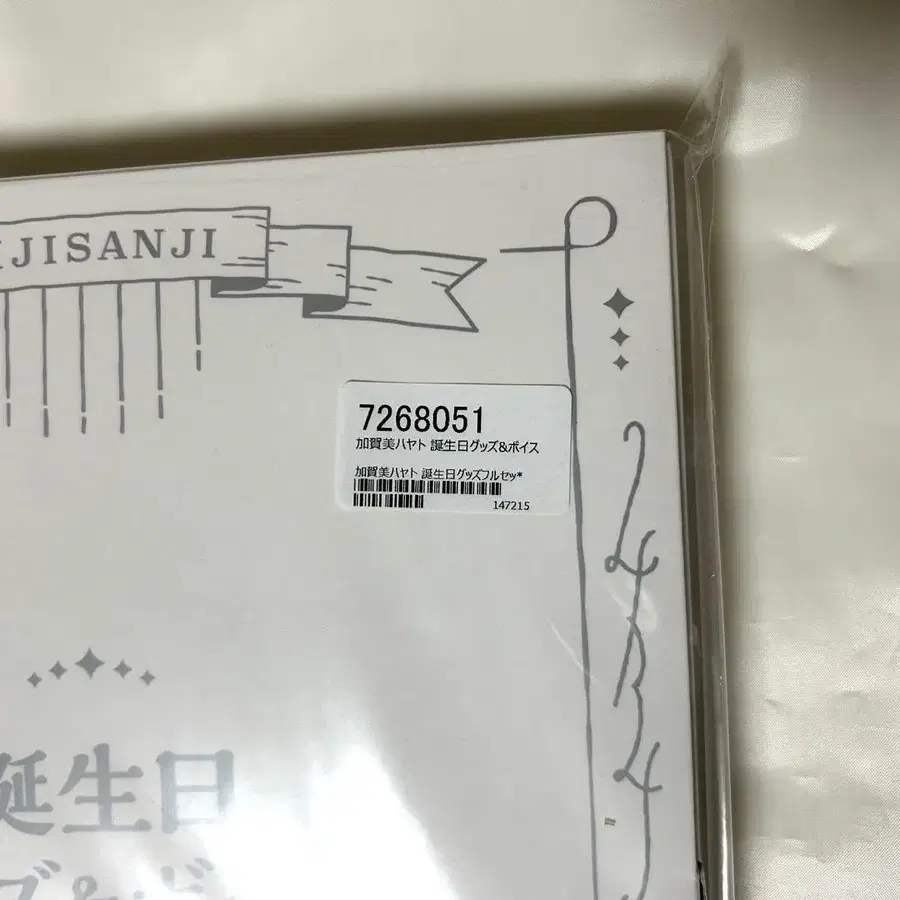 JISANJI
7268051
加賀美ハヤト 誕生日グッズ&ボイス
加賀美ハヤト 誕生日グッズフルセッ*
147215
誕生日